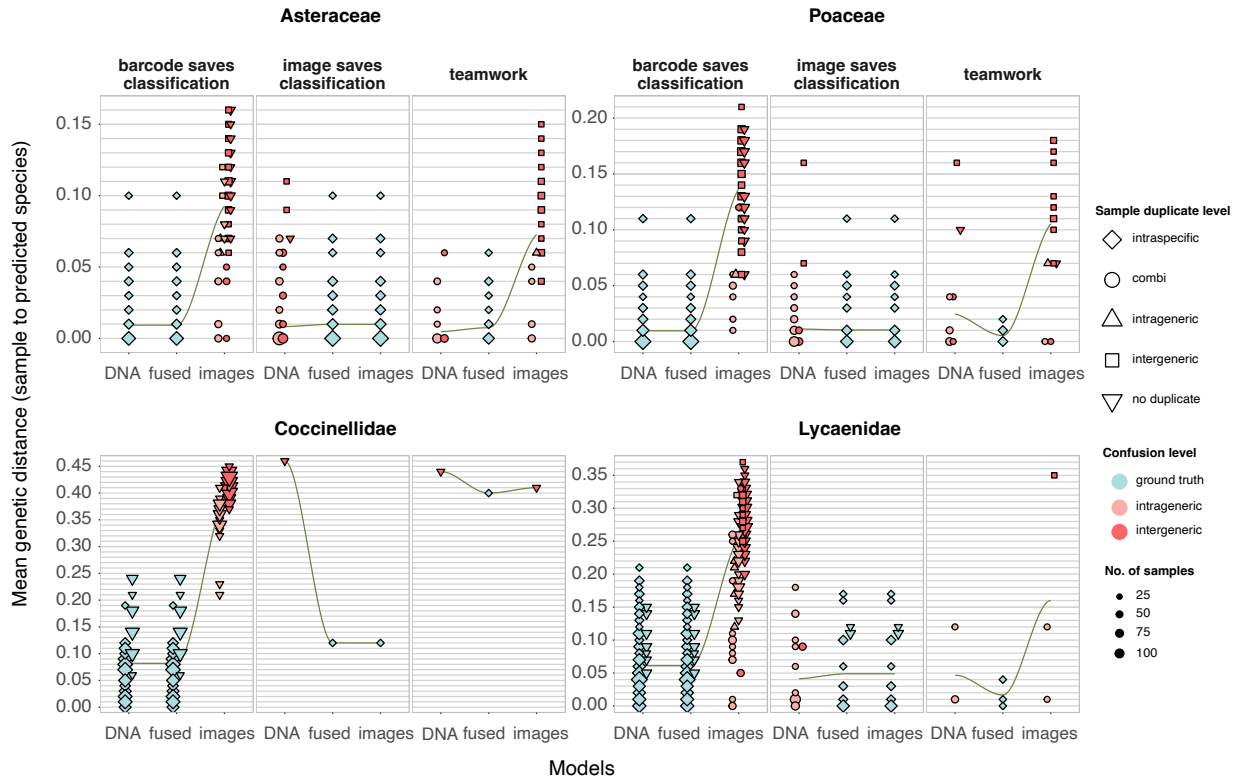 Asteraceae
Poaceae
barcode saves
classification
image saves
classification
teamwork
barcode saves
classification
image saves
classification
teamwork
0.15
0.10
0.05
0.00
0.20
0.15
0.10
0.05
0.00
DNA fused images
DNA fused images
DNA fused images
DNA fused images
DNA fused images
DNA fused images
Coccinellidae
Lycaenidae
0.45
0.40
0.35
0.30
0.25
0.20
0.15
0.10
0.05
0.00
0.35
0.30
0.25
0.20
0.15
0.10
0.05
0.00
DNA fused images
DNA fused images
DNA fused images
DNA fused images
DNA fused images
DNA fused images
Mean genetic distance (sample to predicted species)
Models
Sample duplicate level
intraspecific
combi
intrageneric
intergeneric
no duplicate
Confusion level
ground truth
intrageneric
intergeneric
No. of samples
25
50
75
100